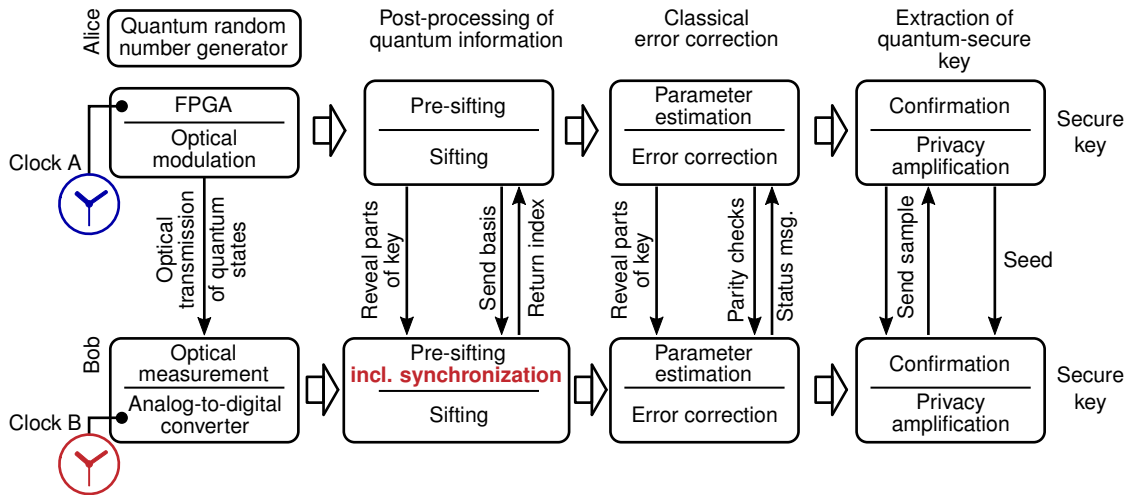 Alice
Quantum random
number generator
Post-processing of
quantum information
Classical
error correction
Extraction of
quantum-secure
key
FPGA
Optical
modulation
Pre-sifting
Sifting
Parameter
estimation
Error correction
Confirmation
Privacy
amplification
Secure
key
Clock A
Optical
transmission
of quantum
states
Reveal parts
of key
Send basis
Return index
Reveal parts
of key
Parity checks
Status msg.
Send sample
Seed
Bob
Optical
measurement
Analog-to-digital
converter
Pre-sifting
incl. synchronization
Sifting
Parameter
estimation
Error correction
Confirmation
Privacy
amplification
Secure
key
Clock B